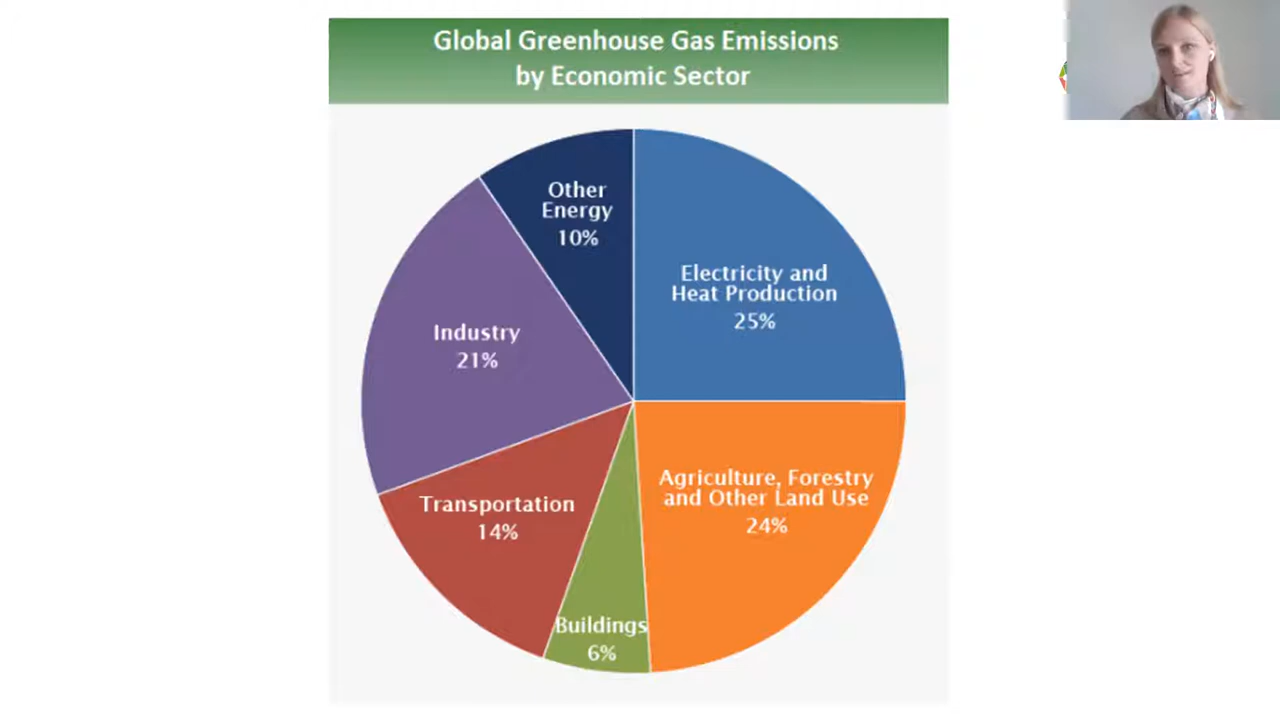 Global Greenhouse Gas Emissions
by Economic Sector
Other
Energy
10%
Electricity and
Heat Production
25%
Industry
21%
Agriculture, Forestry
and Other Land Use
24%
Transportation
14%
Buildings
6%